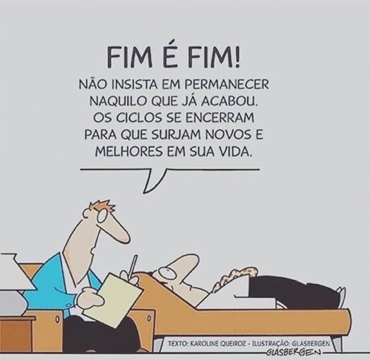 FIM É FIM!
NÃO INSISTA EM PERMANECER
NAQUILO QUE JÁ ACABOU.
OS CICLOS SE ENCERRAM
PARA QUE SURJAM NOVOS E
MELHORES EM SUA VIDA.
TEXTO: KAROLINE QUEIROZ - ILUSTRAÇÃO: GLASBERGEN
GLASBERGEN